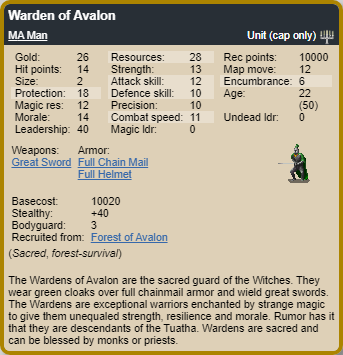 Warden of Avalon
MA Man Unit (cap only)
Gold: 26 Resources: 28 Rec points: 10000
Hit points: 14 Strength: 13 Map move: 12
Size: 2 Attack skill: 12 Encumbrance: 6
Protection: 18 Defence skill: 10 Age: 22
Magic res: 12 Precision: 10 (50)
Morale: 14 Combat speed: 11 Undead ldr: 0
Leadership: 40 Magic ldr: 0
Weapons: Armor:
Great Sword Full Chain Mail
Full Helmet
Basecost: 10020
Stealthy: +40
Bodyguard: 3
Recruited from: Forest of Avalon
(Sacred, forest-survival)
The Wardens of Avalon are the sacred guard of the Witches. They
wear green cloaks over full chainmail armor and wield great swords.
The Wardens are exceptional warriors enchanted by strange magic
to give them unequaled strength, resilience and morale. Rumor has it
that they are descendants of the Tuatha. Wardens are sacred and
can be blessed by monks or priests.